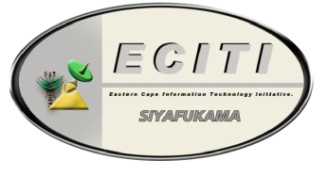 ECITI
Eastern Cape Information Technology Initiative.
SIYAFUKAMA